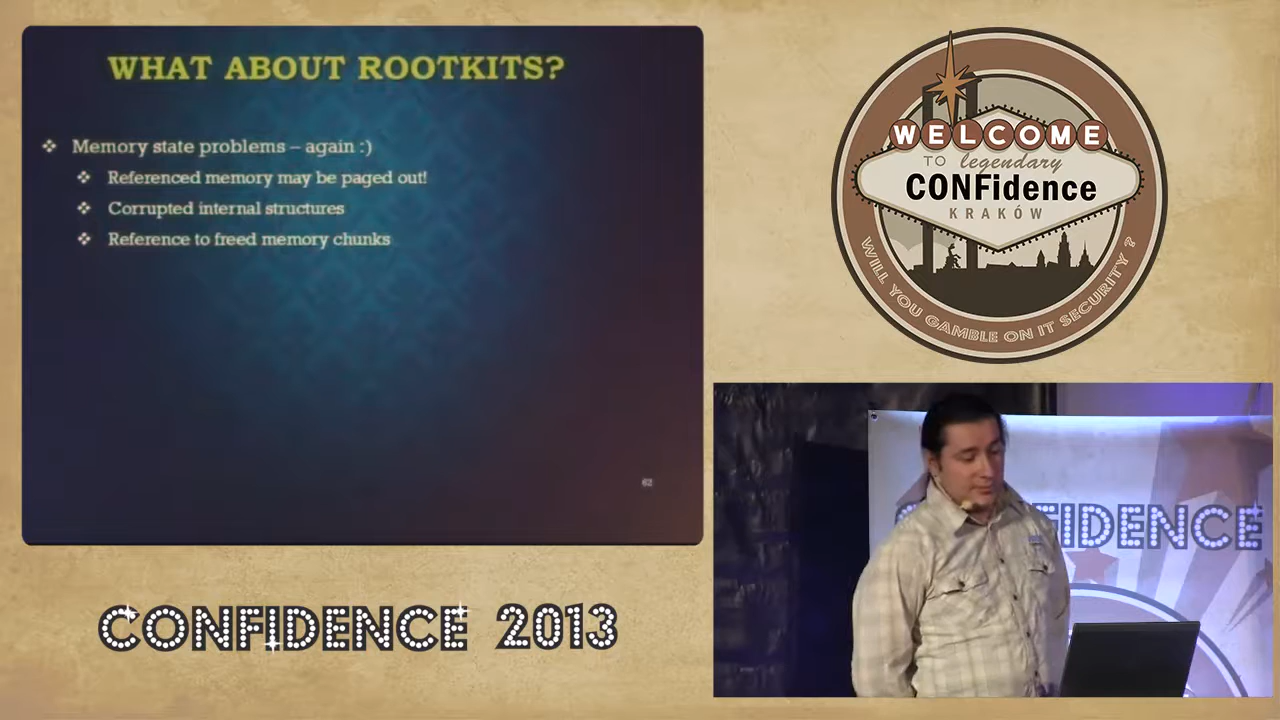 WHAT ABOUT ROOTKITS?
❖ Memory state problems – again :)
❖ Referenced memory may be paged out!
❖ Corrupted internal structures
❖ Reference to freed memory chunks
62
WELCOME
TO legendary
CONFidence
KRAKÓW
WILL YOU GAMBLE ON IT SECURITY ?
CONFIDENCE 2013
FIDENCE